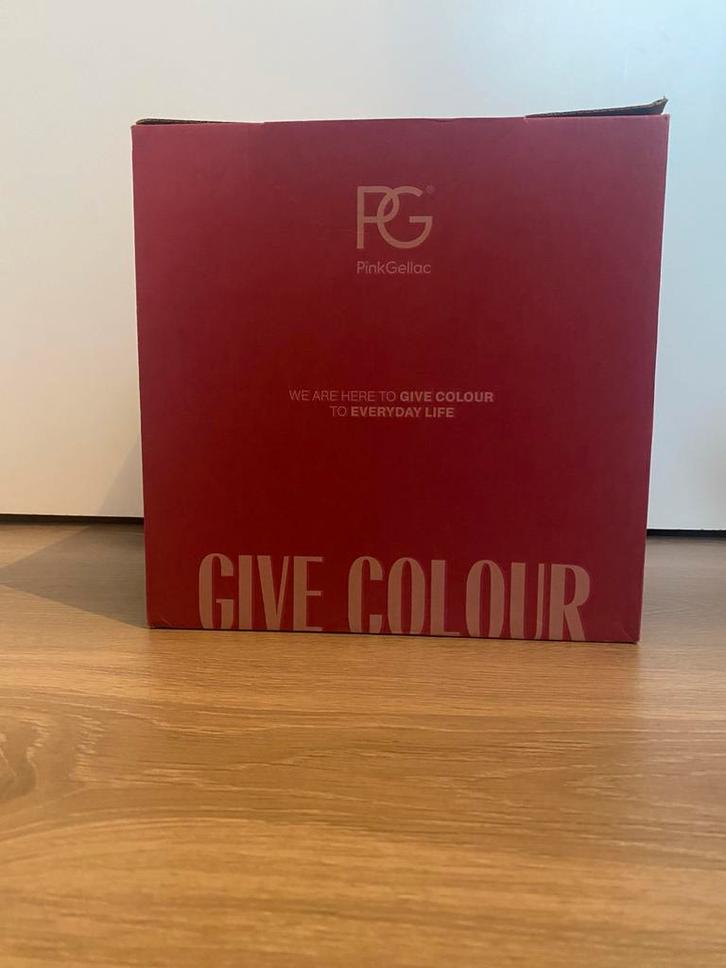 PG®
PinkGellac
WE ARE HERE TO GIVE COLOUR
TO EVERYDAY LIFE
GIVE COLOUR